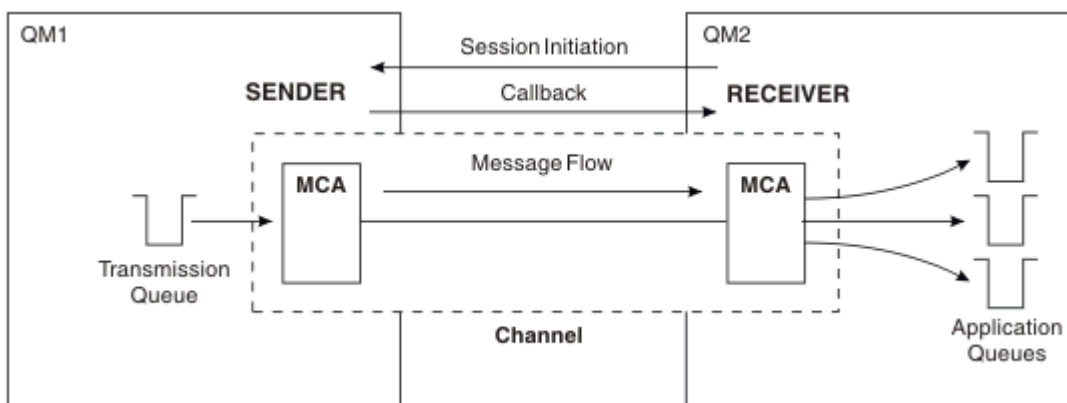 QM1
QM2
Session Initiation
SENDER
Callback
RECEIVER
Message Flow
MCA
MCA
Transmission
Queue
Channel
Application
Queues